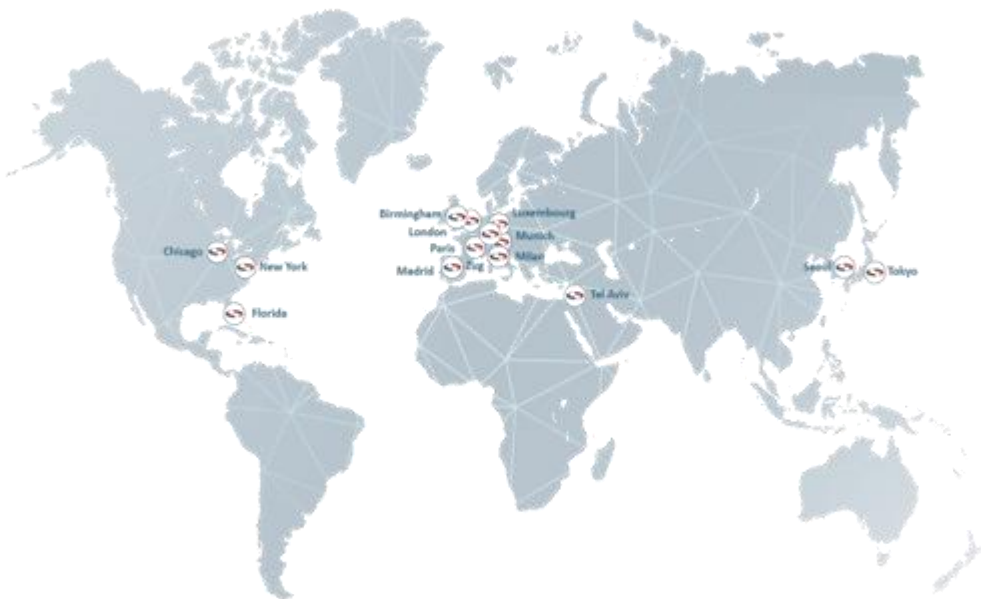 Birmingham
Luxembourg
London
Munich
Paris
Milan
Madrid
Zug
Chicago
New York
Florida
Tel Aviv
Seoul
Tokyo